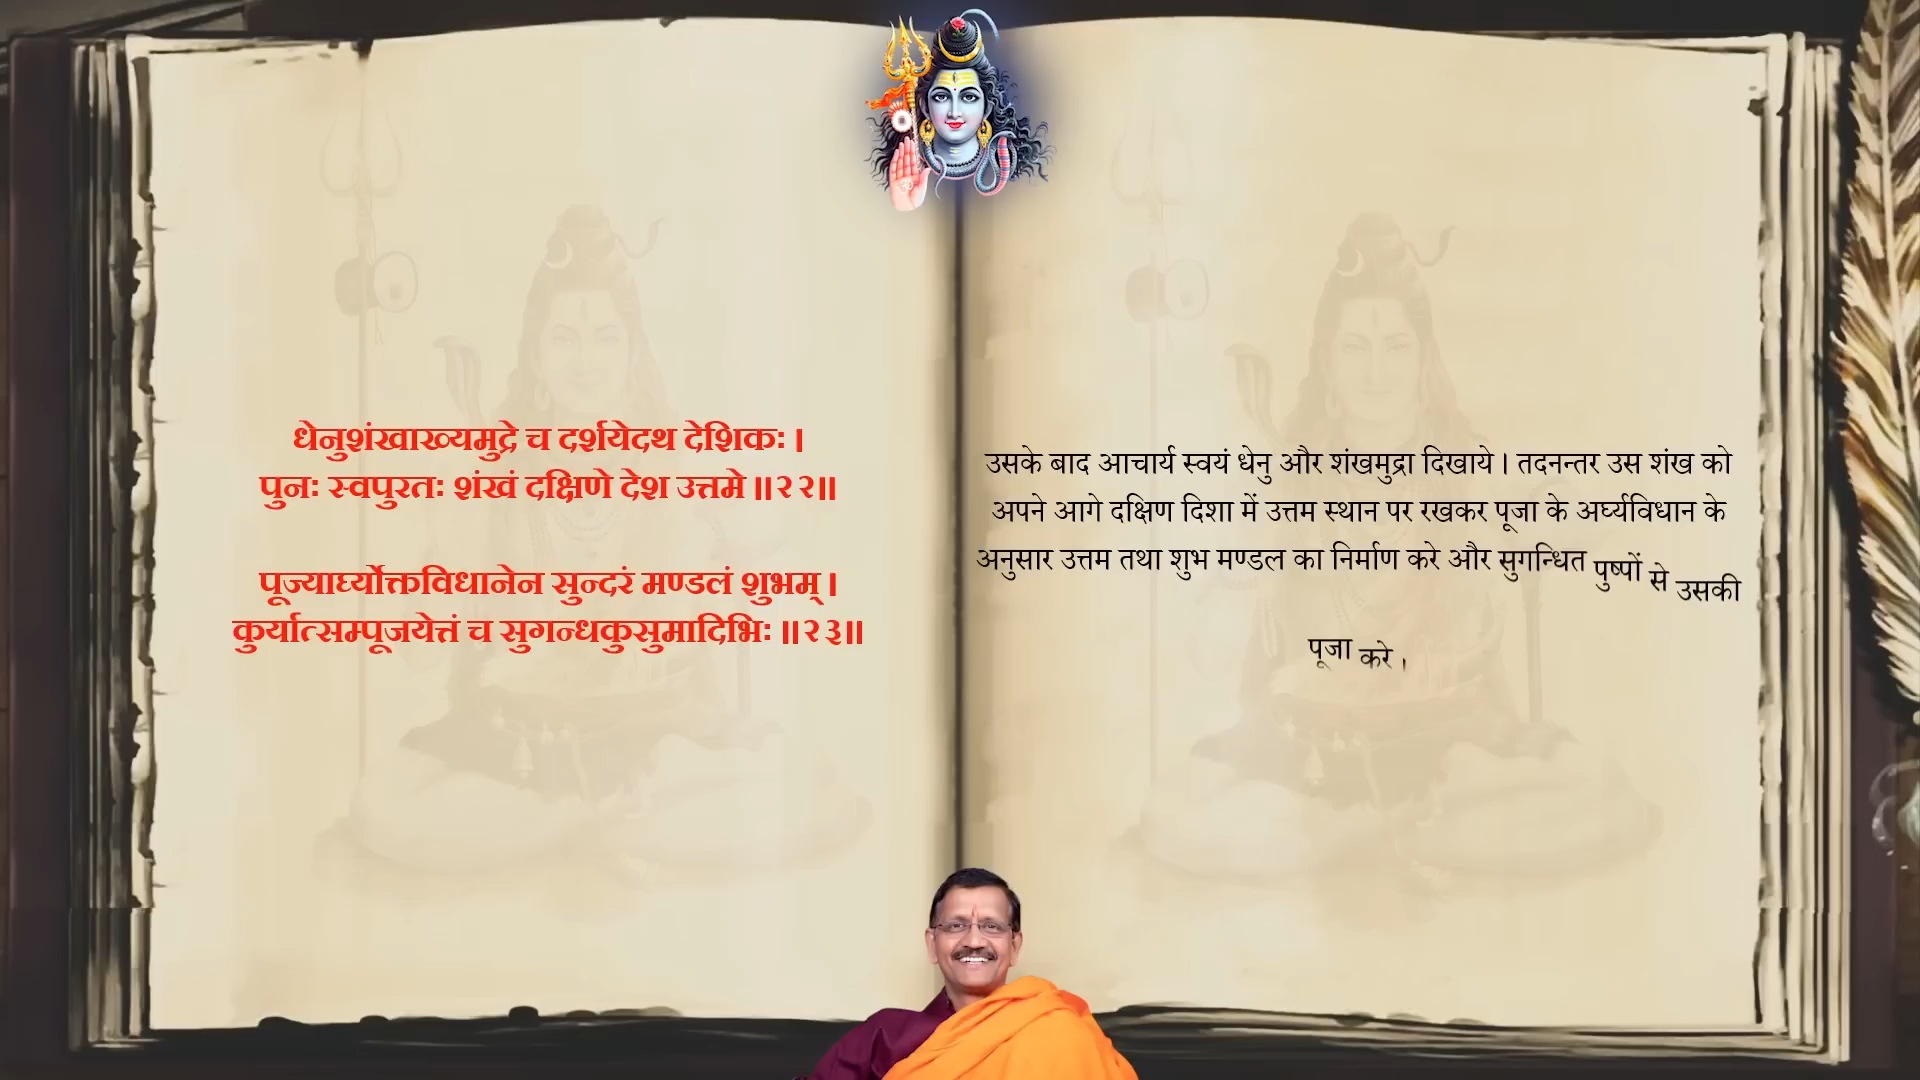 धेनुशंखाख्यमुद्रे च दर्शयेदथ देशिकः ।
पुनः स्वपुरतः शंखं दक्षिणे देश उत्तमे ॥२२॥
पूज्यार्घ्योक्तविधानेन सुन्दरं मण्डलं शुभम् ।
कुर्यात्सम्पूजयेत्तं च सुगन्धकुसुमादिभिः ॥२३॥
उसके बाद आचार्य स्वयं धेनु और शंखमुद्रा दिखाये । तदनन्तर उस शंख को
अपने आगे दक्षिण दिशा में उत्तम स्थान पर रखकर पूजा के अर्घ्यविधान के
अनुसार उत्तम तथा शुभ मण्डल का निर्माण करे और सुगन्धित पुष्पों से उसकी
पूजा करे ।